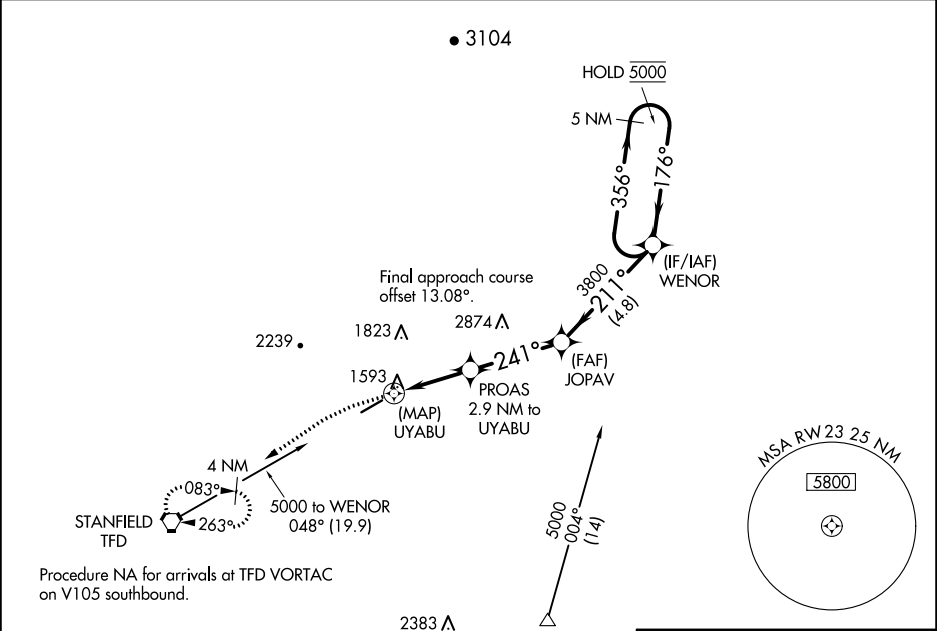 3104
HOLD 5000
5 NM
356°
176°
(IF/IAF)
WENOR
3800
211°
(4.8)
Final approach course
offset 13.08°.
2874
1823
2239
241°
(FAF)
JOPAV
1593
PROAS
2.9 NM to
UYABU
(MAP)
UYABU
MSA RW23 25 NM
5800
4 NM
083°
263°
5000 to WENOR
048° (19.9)
STANFIELD
TFD
5000
004°
(14)
Procedure NA for arrivals at TFD VORTAC
on V105 southbound.
2383